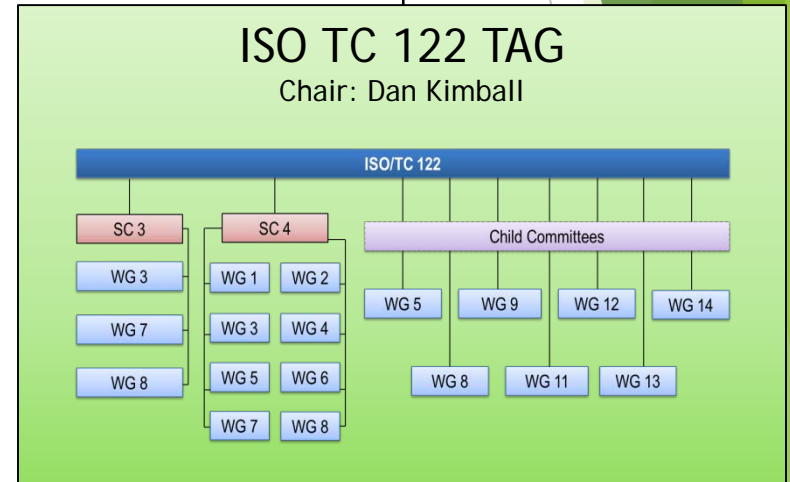 ISO TC 122 TAG
Chair: Dan Kimball
ISO/TC 122
SC 3
SC 4
Child Committees
WG 3
WG 7
WG 8
WG 1 WG 2
WG 3 WG 4
WG 5 WG 6
WG 7 WG 8
WG 5 WG 9 WG 12 WG 14
WG 8 WG 11 WG 13